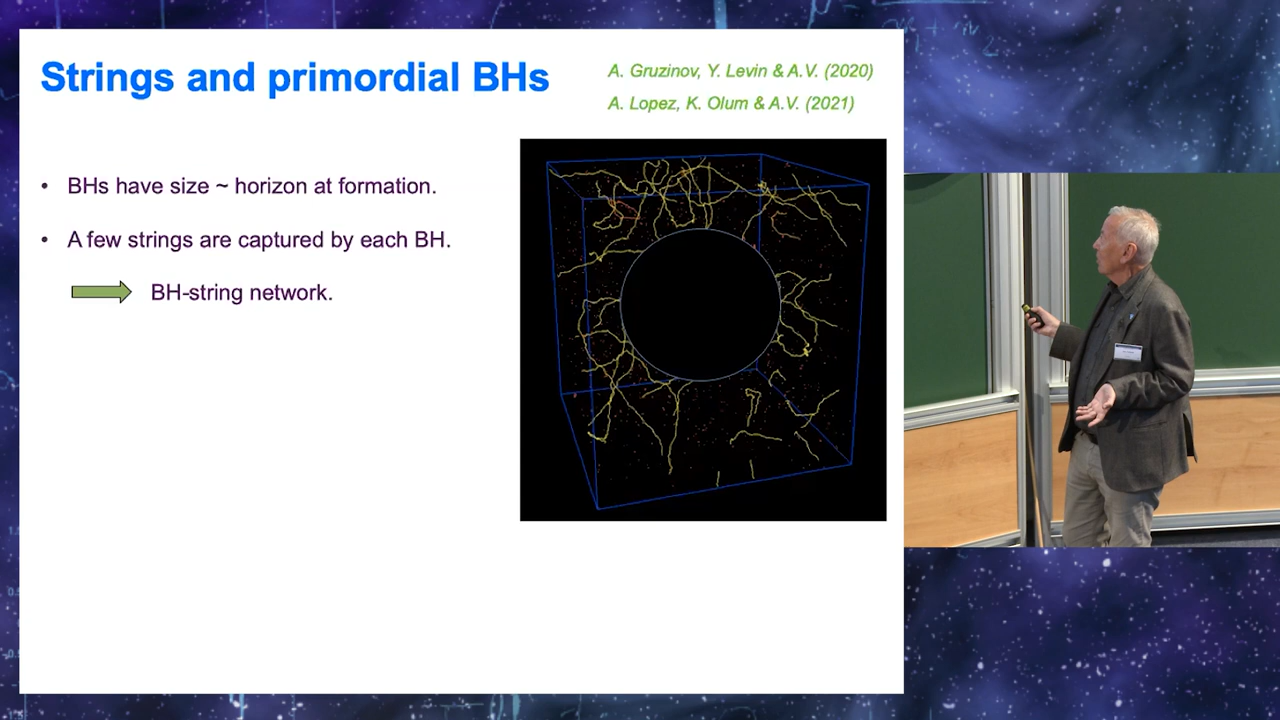 Strings and primordial BHs
A. Gruzinov, Y. Levin & A.V. (2020)
A. Lopez, K. Olum & A.V. (2021)
• BHs have size ~ horizon at formation.
• A few strings are captured by each BH.
BH-string network.